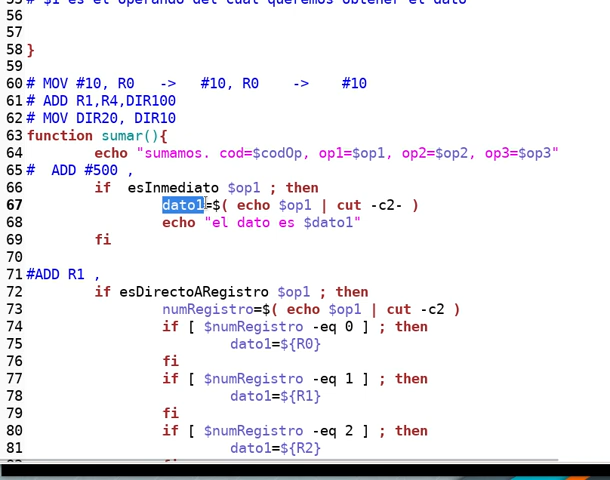 55 # $1 es el operando del cual queremos obtener el dato
56
57
58 }
59
60 # MOV #10, R0   ->   #10, R0    ->    #10
61 # ADD R1,R4,DIR100
62 # MOV DIR20, DIR10
63 function sumar(){
64         echo "sumamos. cod=$codOp, op1=$op1, op2=$op2, op3=$op3"
65 #  ADD #500 ,
66         if  esInmediato $op1 ; then
67                 dato1=$( echo $op1 | cut -c2- )
68                 echo "el dato es $dato1"
69         fi
70
71 #ADD R1 ,
72         if esDirectoARegistro $op1 ; then
73                 numRegistro=$( echo $op1 | cut -c2 )
74                 if [ $numRegistro -eq 0 ] ; then
75                         dato1=${R0}
76                 fi
77                 if [ $numRegistro -eq 1 ] ; then
78                         dato1=${R1}
79                 fi
80                 if [ $numRegistro -eq 2 ] ; then
81                         dato1=${R2}